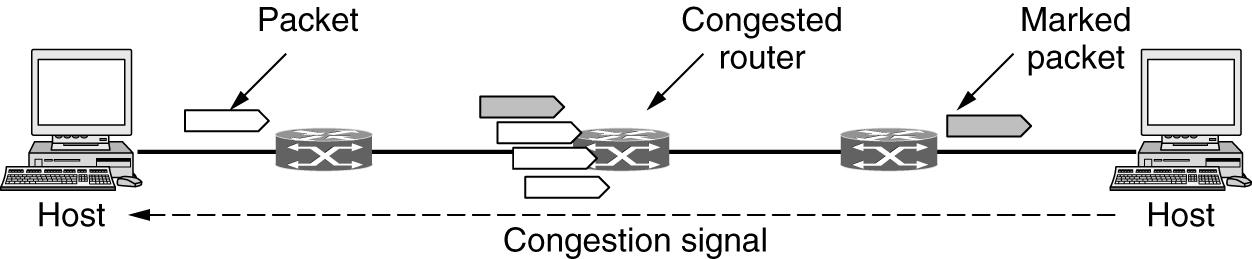 Packet
Congested
router
Marked
packet
Host
Host
Congestion signal